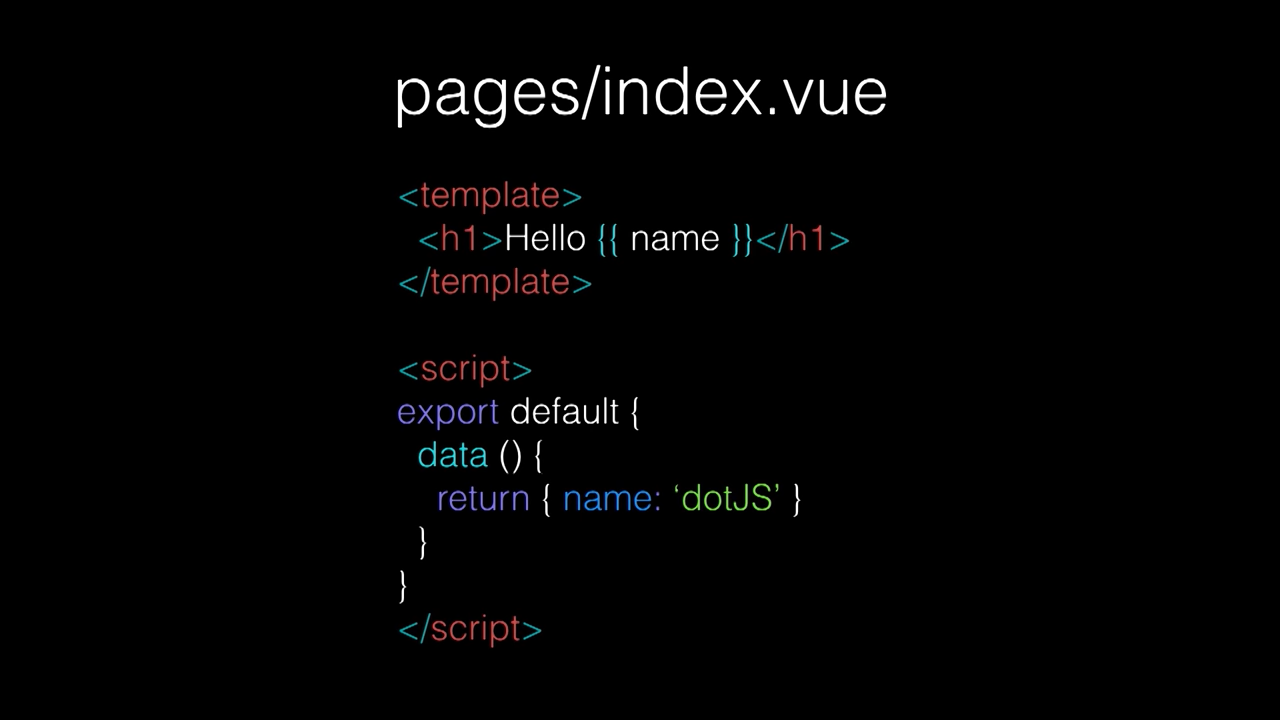 pages/index.vue
<template>
<h1>Hello {{ name }}</h1>
</template>
<script>
export default {
data () {
return { name: ‘dotJS’ }
}
}
</script>